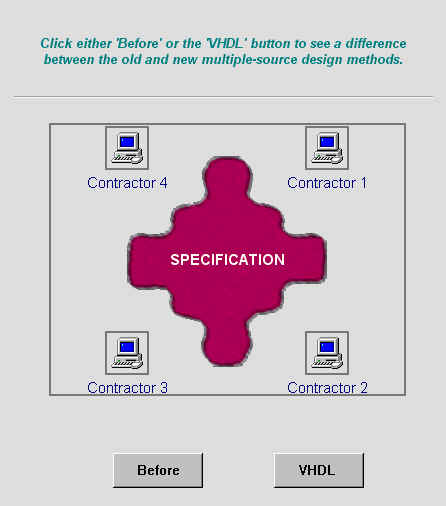 Click either 'Before' or the 'VHDL' button to see a difference
between the old and new multiple-source design methods.
Contractor 4
Contractor 1
SPECIFICATION
Contractor 3
Contractor 2
Before
VHDL